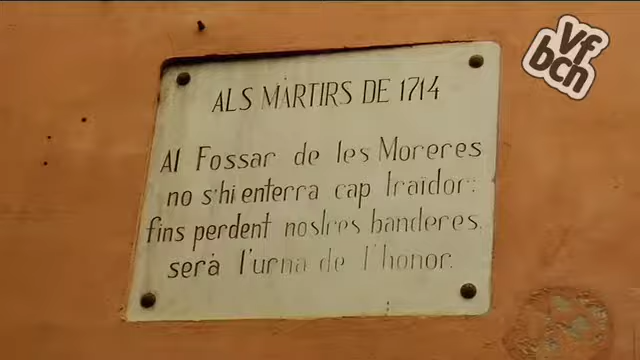 Vf
bcn
ALS MÀRTIRS DE 1714
Al Fossar de les Moreres
no s'hi enterra cap traïdor:
fins perdent nostres banderes
serà l'urna de l'honor.